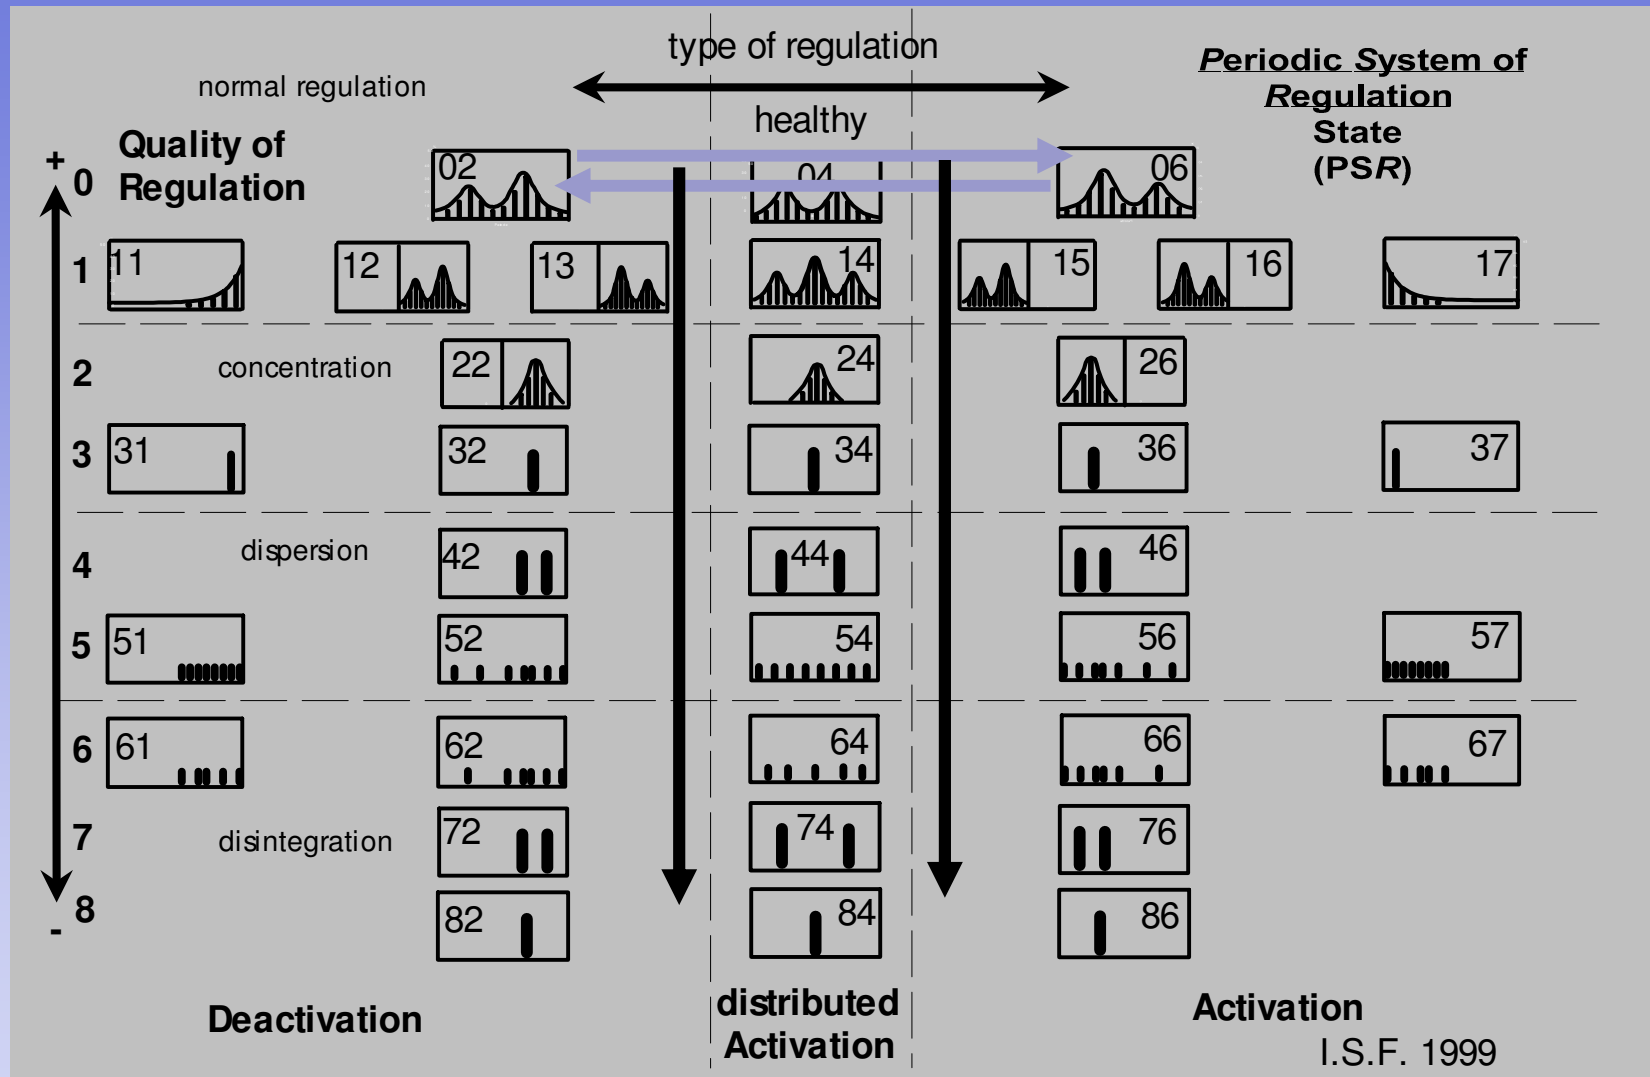 type of regulation
normal regulation
healthy
Periodic System of
Regulation
State
(PSR)
Quality of
Regulation
+
0
02 04 06
1
11 12 13 14 15 16 17
2
concentration
22 24 26
3
31 32 34 36 37
dispersion
4
42 44 46
5
51 52 54 56 57
6
61 62 64 66 67
7
disintegration
72 74 76
8
-
82 84 86
Deactivation
distributed
Activation
Activation
I.S.F. 1999